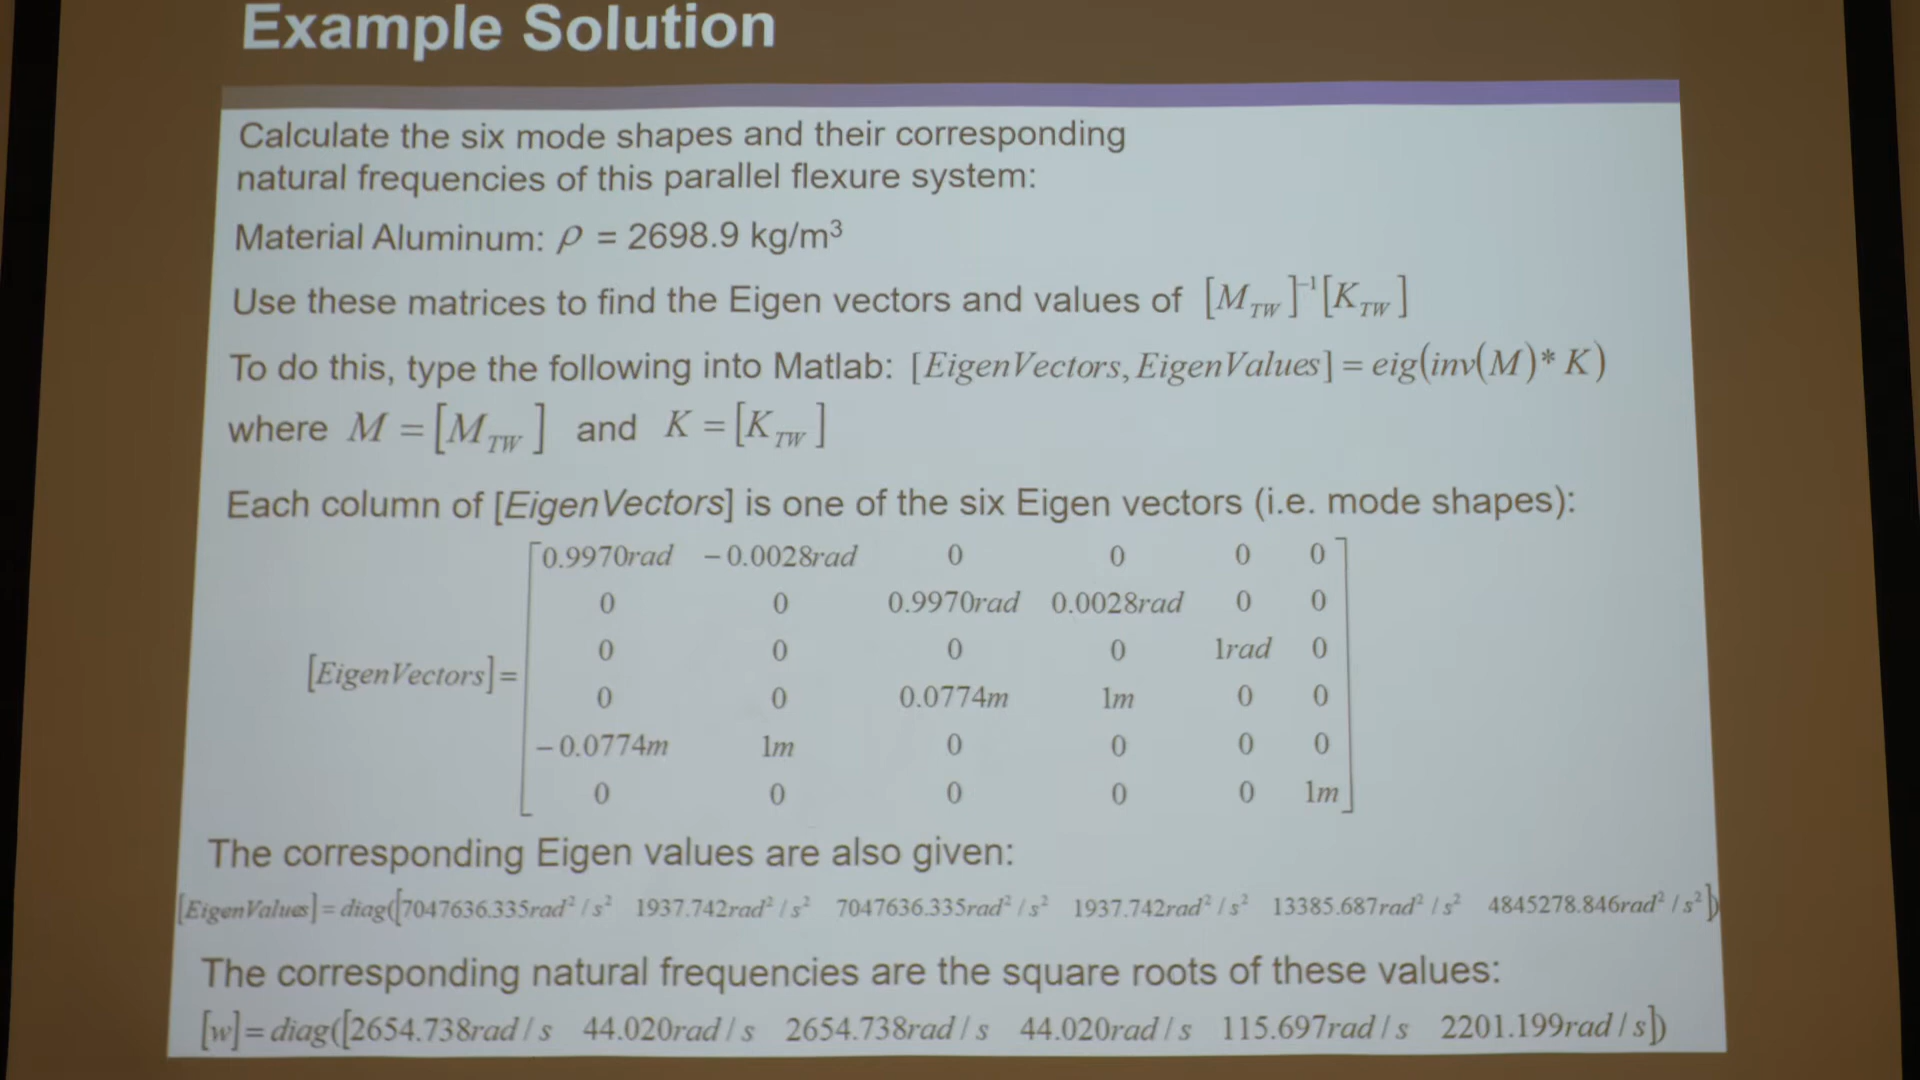 Example Solution
Calculate the six mode shapes and their corresponding
natural frequencies of this parallel flexure system:
Material Aluminum: ρ = 2698.9 kg/m³
Use these matrices to find the Eigen vectors and values of [M_TW]⁻¹[K_TW]
To do this, type the following into Matlab: [EigenVectors, EigenValues] = eig(inv(M)* K)
where M = [M_TW] and K = [K_TW]
Each column of [EigenVectors] is one of the six Eigen vectors (i.e. mode shapes):
0.9970rad −0.0028rad 0 0 0 0
0 0 0.9970rad 0.0028rad 0 0
0 0 0 0 1rad 0
[EigenVectors]=
0 0 0.0774m 1m 0 0
−0.0774m 1m 0 0 0 0
0 0 0 0 0 1m
The corresponding Eigen values are also given:
[EigenValues] = diag([7047636.335rad²/s² 1937.742rad²/s² 7047636.335rad²/s² 1937.742rad²/s² 13385.687rad²/s² 4845278.846rad²/s²])
The corresponding natural frequencies are the square roots of these values:
[w]= diag([2654.738rad/s 44.020rad/s 2654.738rad/s 44.020rad/s 115.697rad/s 2201.199rad/s])